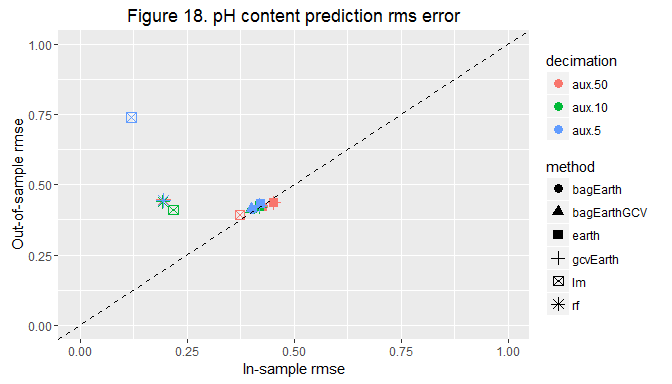 Figure 18. pH content prediction rms error
1.00
0.75
0.50
0.25
0.00
Out-of-sample rmse
0.00 0.25 0.50 0.75 1.00
In-sample rmse
decimation
aux.50
aux.10
aux.5
method
bagEarth
bagEarthGCV
earth
gcvEarth
lm
rf